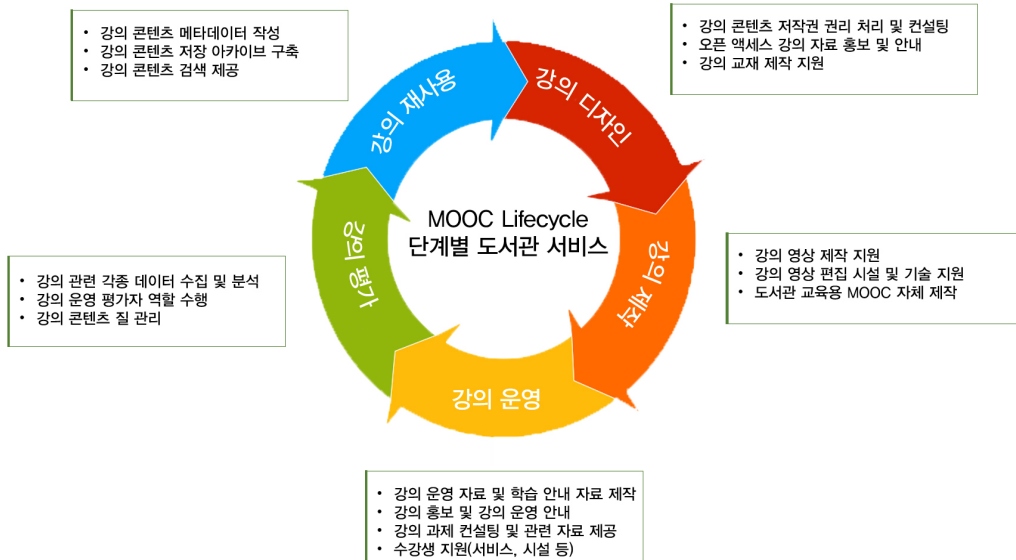 • 강의 콘텐츠 메타데이터 작성
• 강의 콘텐츠 저장 아카이브 구축
• 강의 콘텐츠 검색 제공
• 강의 콘텐츠 저작권 권리 처리 및 컨설팅
• 오픈 액세스 강의 자료 홍보 및 안내
• 강의 교재 제작 지원
강의 재사용
강의 디자인
MOOC Lifecycle
단계별 도서관 서비스
강의 평가
강의 제작
강의 운영
• 강의 영상 제작 지원
• 강의 영상 편집 시설 및 기술 지원
• 도서관 교육용 MOOC 자체 제작
• 강의 관련 각종 데이터 수집 및 분석
• 강의 운영 평가자 역할 수행
• 강의 콘텐츠 질 관리
• 강의 운영 자료 및 학습 안내 자료 제작
• 강의 홍보 및 강의 운영 안내
• 강의 과제 컨설팅 및 관련 자료 제공
• 수강생 지원(서비스, 시설 등)